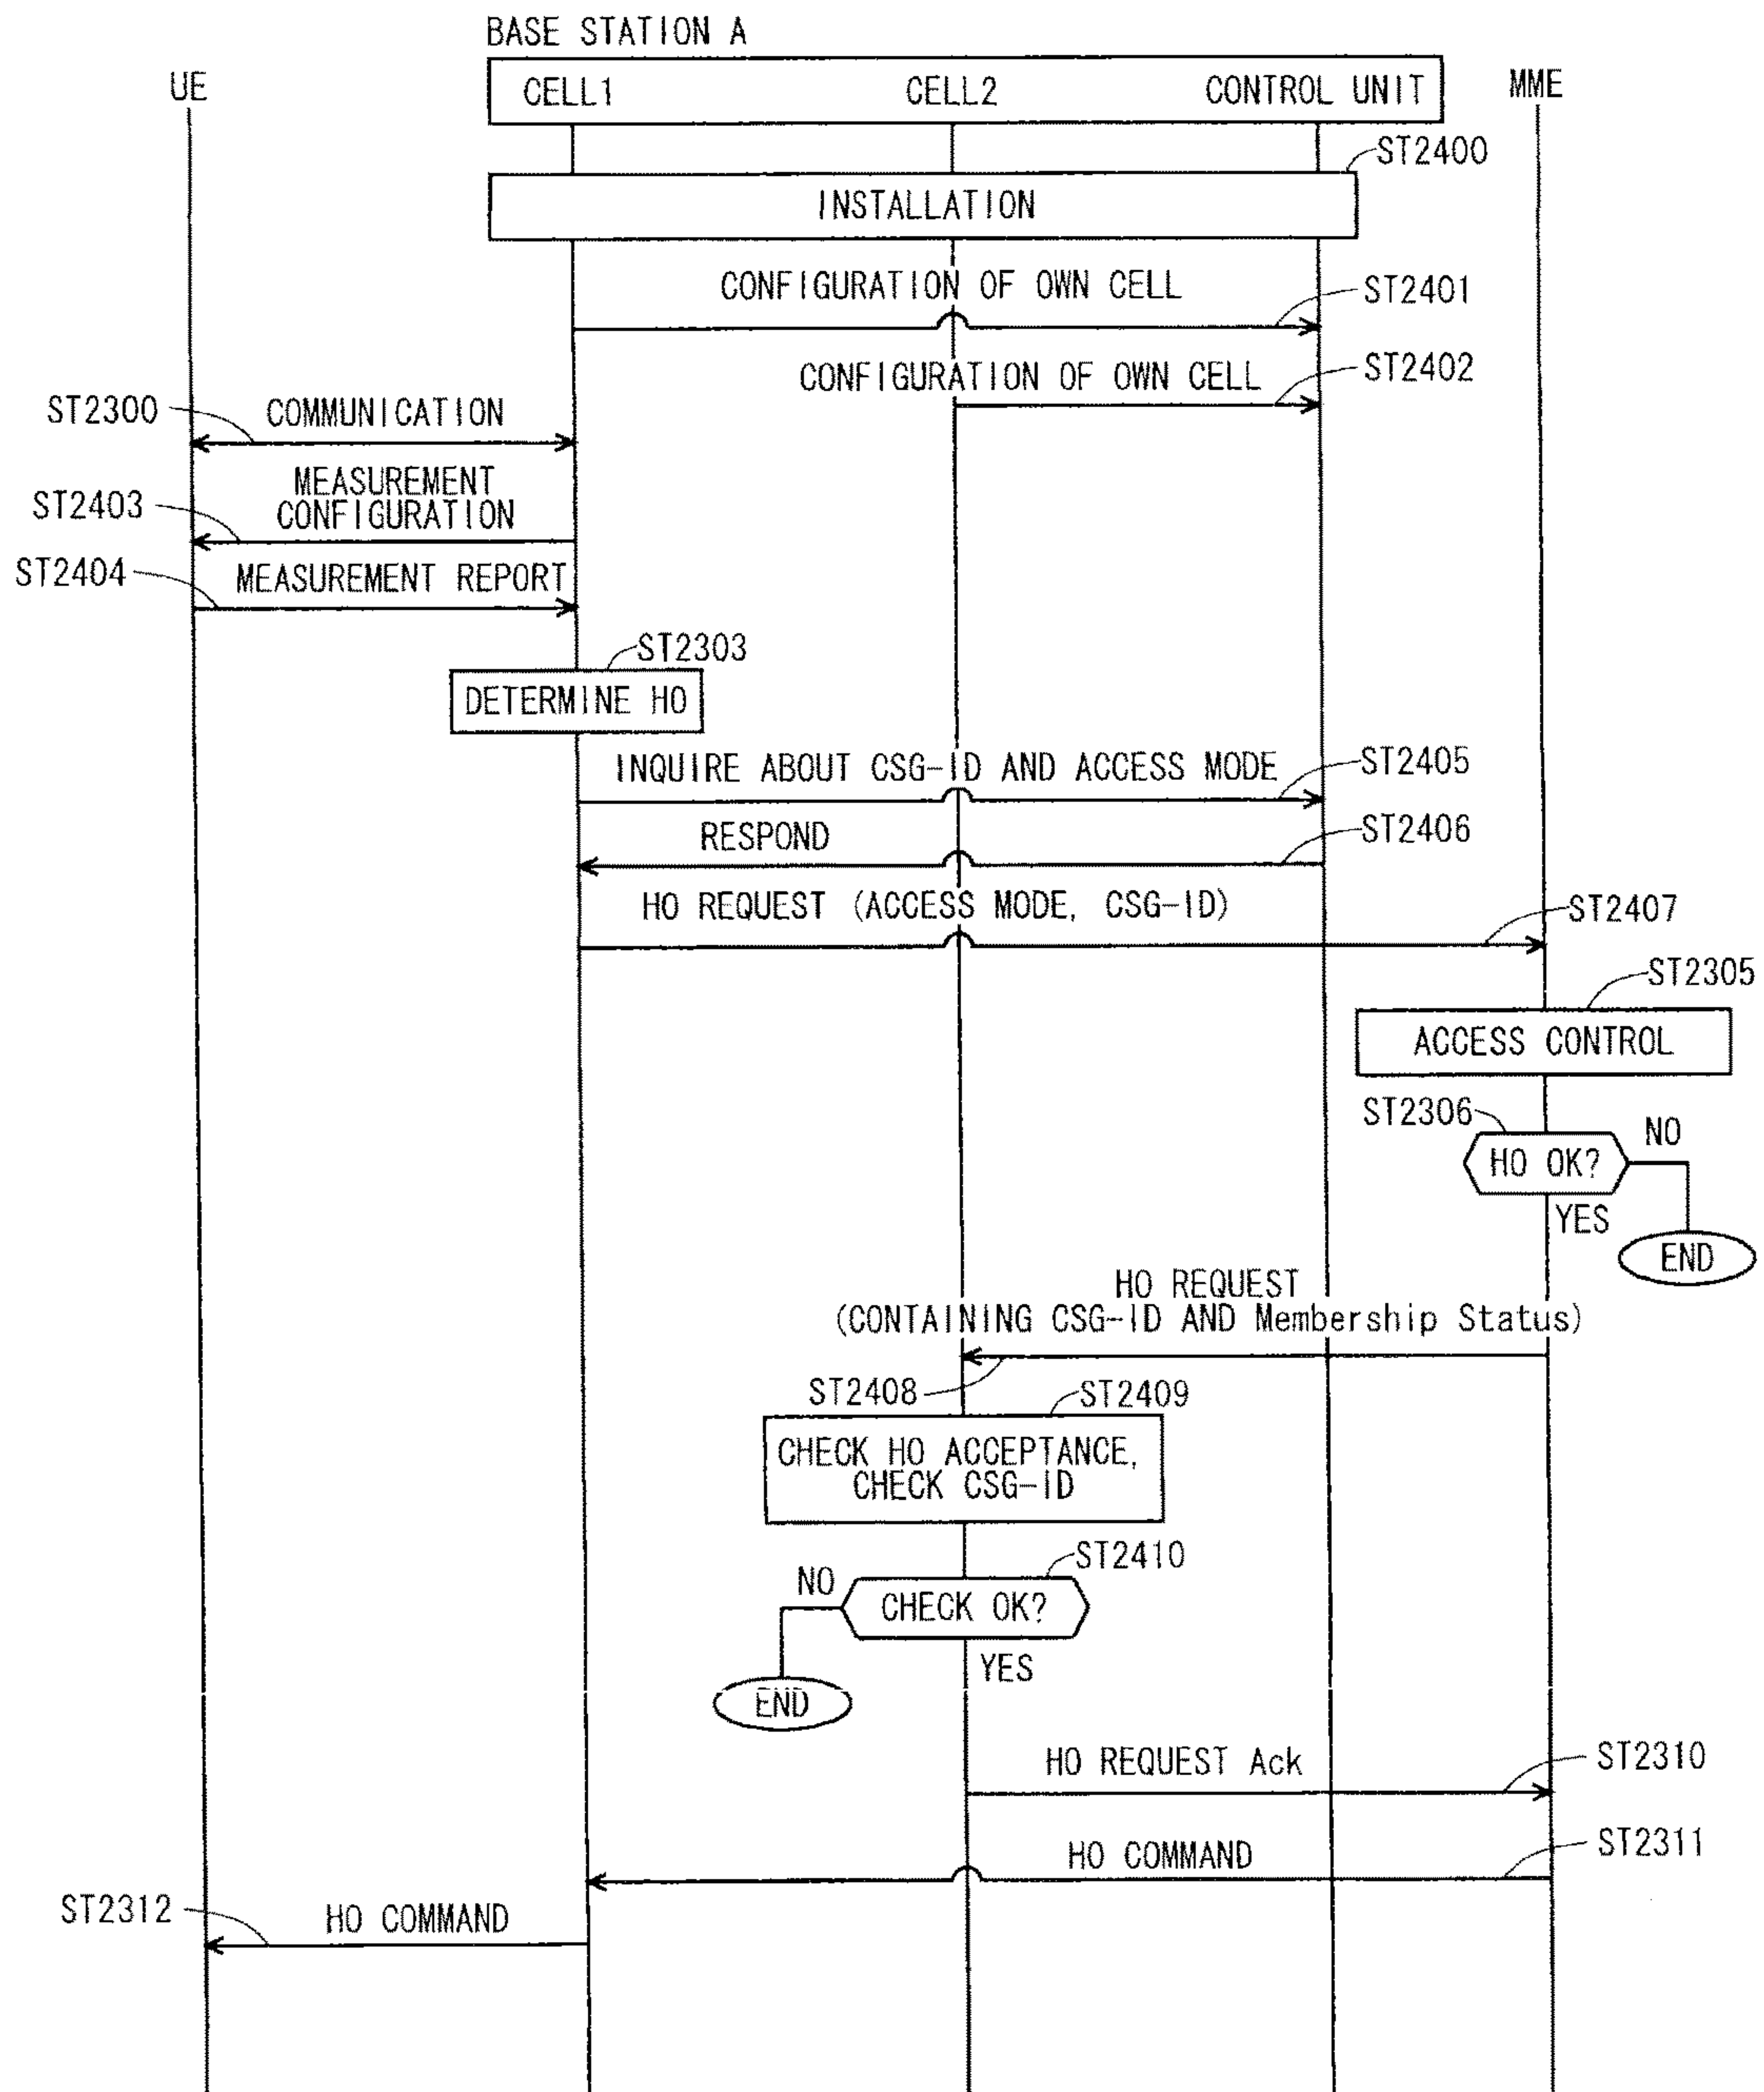 BASE STATION A
UE
CELL1
CELL2
CONTROL UNIT
MME
ST2400
INSTALLATION
CONFIGURATION OF OWN CELL
ST2401
CONFIGURATION OF OWN CELL
ST2402
ST2300
COMMUNICATION
ST2403
MEASUREMENT
CONFIGURATION
ST2404
MEASUREMENT REPORT
ST2303
DETERMINE HO
INQUIRE ABOUT CSG-ID AND ACCESS MODE
ST2405
RESPOND
ST2406
HO REQUEST (ACCESS MODE, CSG-ID)
ST2407
ST2305
ACCESS CONTROL
ST2306
HO OK?
NO
YES
END
HO REQUEST
(CONTAINING CSG-ID AND Membership Status)
ST2408
ST2409
CHECK HO ACCEPTANCE,
CHECK CSG-ID
ST2410
NO
CHECK OK?
YES
END
HO REQUEST Ack
ST2310
HO COMMAND
ST2311
ST2312
HO COMMAND